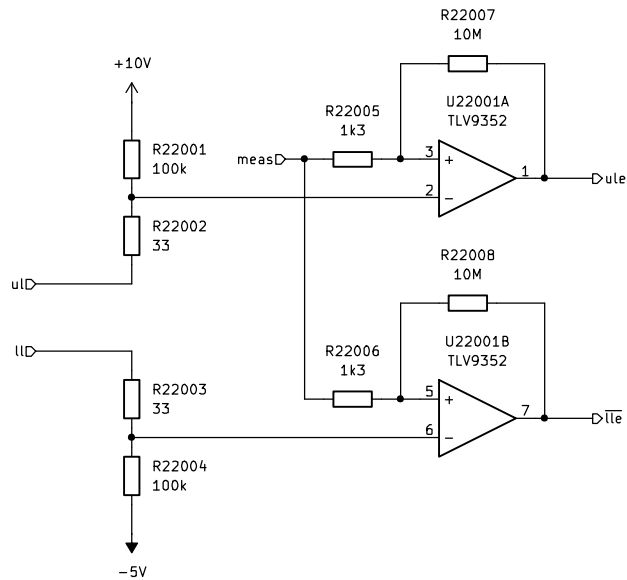 R22007
10M
+10V
U22001A
TLV9352
R22005
1k3
R22001
100k
meas
3
+
1
ule
2
−
R22002
33
ul
R22008
10M
ll
U22001B
TLV9352
R22006
1k3
R22003
33
5
+
7
lle
6
−
R22004
100k
−5V